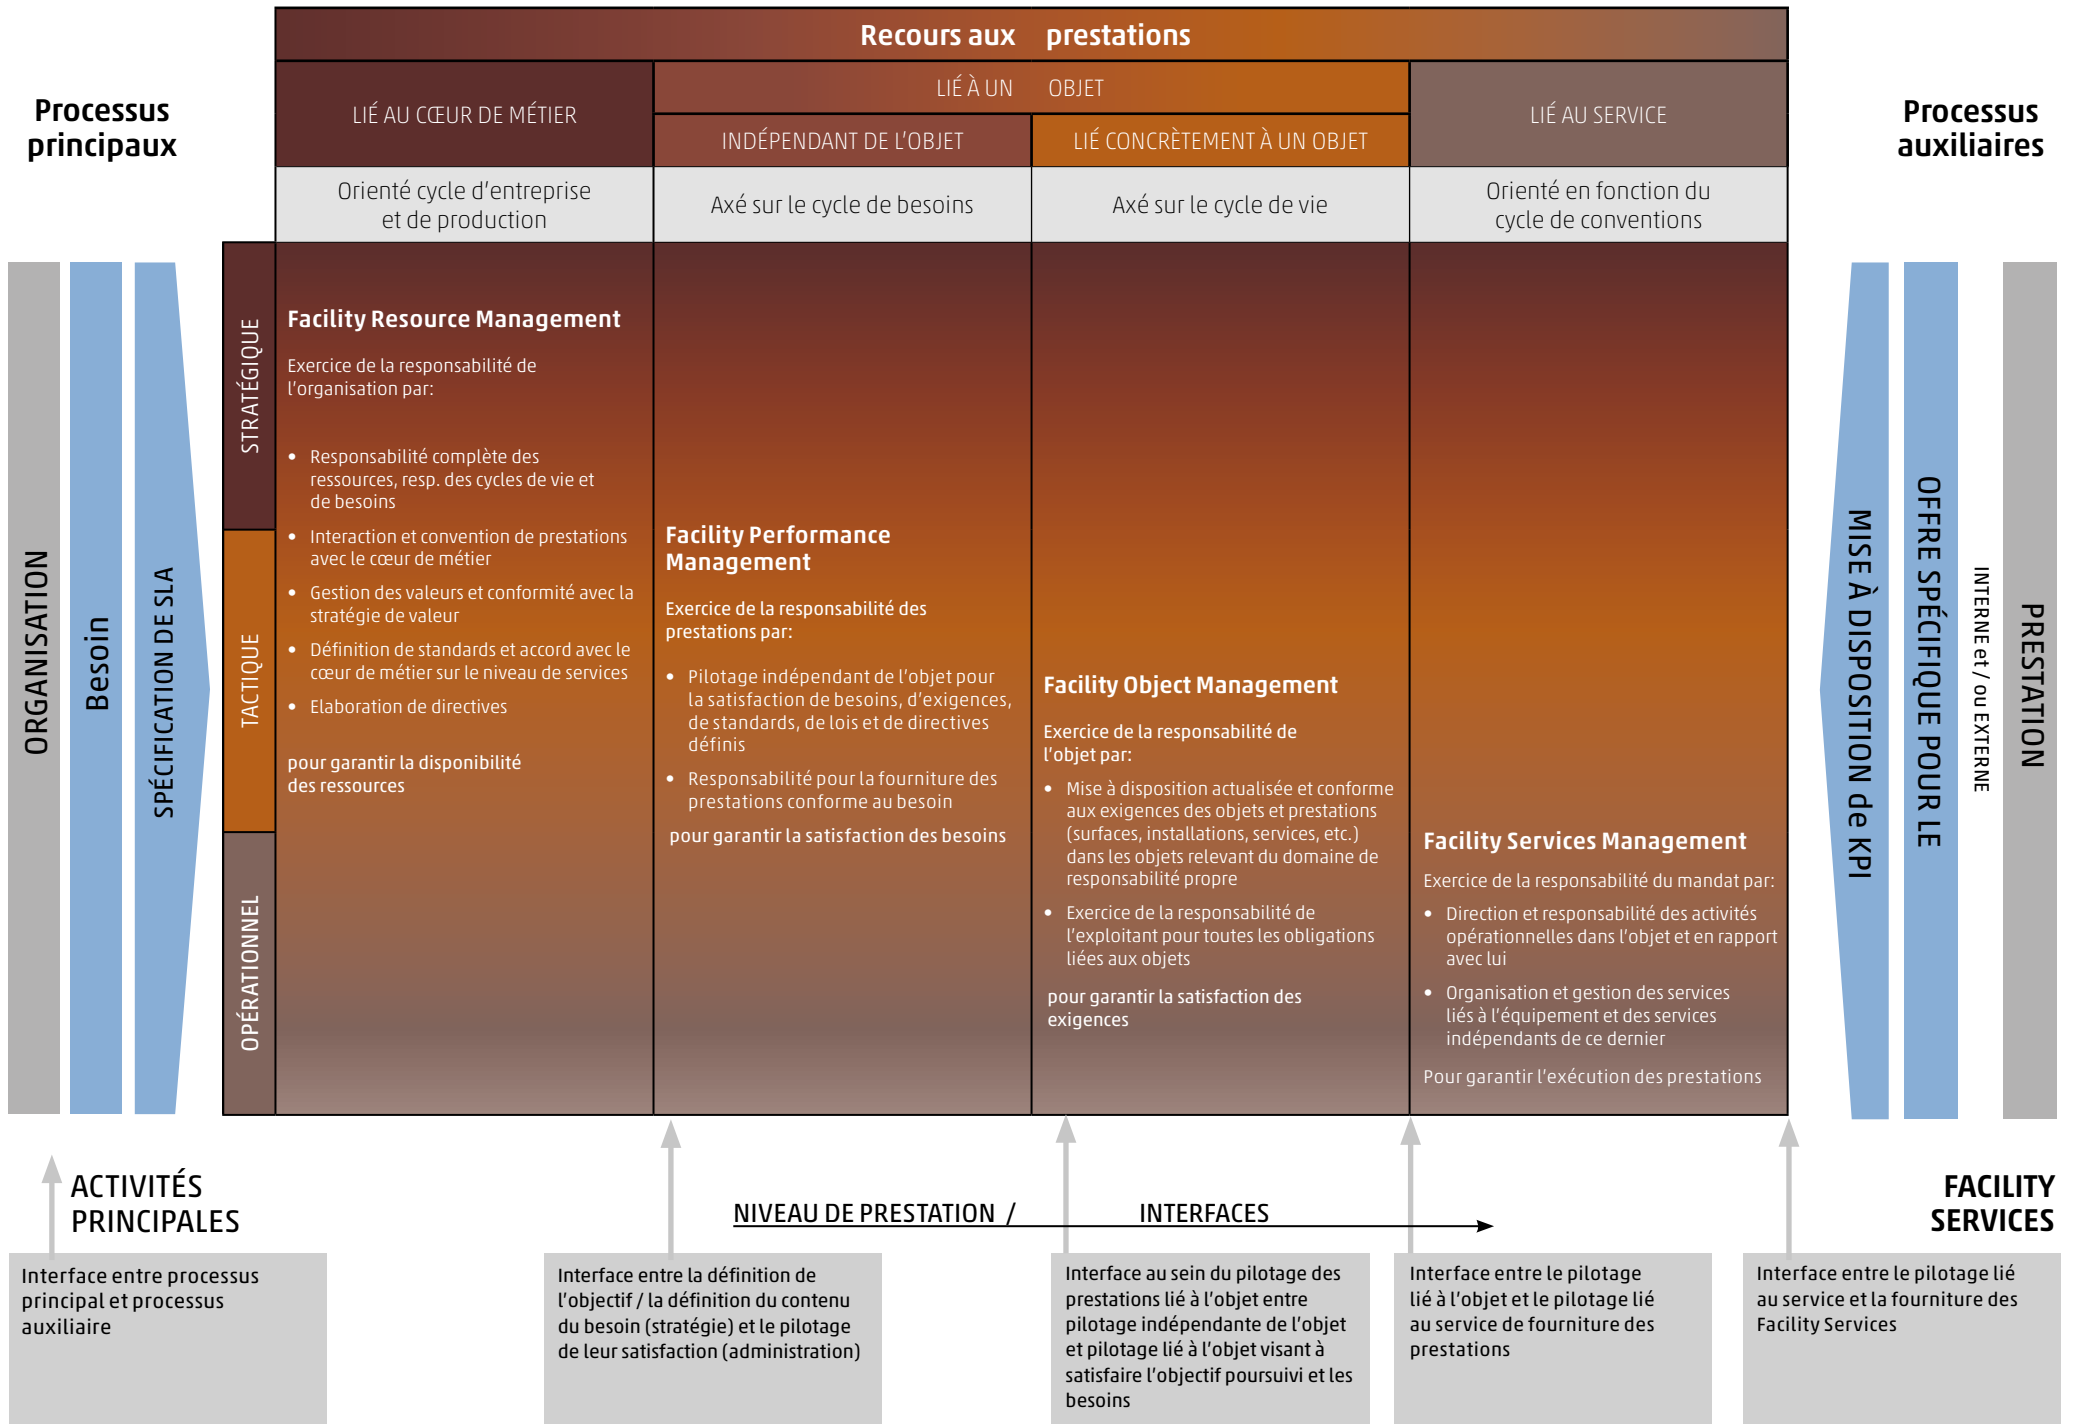 Recours aux prestations
Processus
principaux
LIÉ AU CŒUR DE MÉTIER
LIÉ À UN OBJET
INDÉPENDANT DE L'OBJET
LIÉ CONCRÈTEMENT À UN OBJET
LIÉ AU SERVICE
Processus
auxiliaires
Orienté cycle d'entreprise
et de production
Axé sur le cycle de besoins
Axé sur le cycle de vie
Orienté en fonction du
cycle de conventions
ORGANISATION
Besoin
SPÉCIFICATION DE SLA
STRATÉGIQUE
TACTIQUE
OPÉRATIONNEL
Facility Resource Management
Exercice de la responsabilité de
l'organisation par:
• Responsabilité complète des
ressources, resp. des cycles de vie et
de besoins
• Interaction et convention de prestations
avec le cœur de métier
• Gestion des valeurs et conformité avec la
stratégie de valeur
• Définition de standards et accord avec le
cœur de métier sur le niveau de services
• Elaboration de directives
pour garantir la disponibilité
des ressources
Facility Performance
Management
Exercice de la responsabilité des
prestations par:
• Pilotage indépendant de l'objet pour
la satisfaction de besoins, d'exigences,
de standards, de lois et de directives
définis
• Responsabilité pour la fourniture des
prestations conforme au besoin
pour garantir la satisfaction des besoins
Facility Object Management
Exercice de la responsabilité de
l'objet par:
• Mise à disposition actualisée et conforme
aux exigences des objets et prestations
(surfaces, installations, services, etc.)
dans les objets relevant du domaine de
responsabilité propre
• Exercice de la responsabilité de
l'exploitant pour toutes les obligations
liées aux objets
pour garantir la satisfaction des
exigences
Facility Services Management
Exercice de la responsabilité du mandat par:
• Direction et responsabilité des activités
opérationnelles dans l'objet et en rapport
avec lui
• Organisation et gestion des services
liés à l'équipement et des services
indépendants de ce dernier
Pour garantir l'exécution des prestations
MISE À DISPOSITION de KPI
OFFRE SPÉCIFIQUE POUR LE
INTERNE et / ou EXTERNE
PRESTATION
ACTIVITÉS
PRINCIPALES
NIVEAU DE PRESTATION / INTERFACES
FACILITY
SERVICES
Interface entre processus
principal et processus
auxiliaire
Interface entre la définition de
l'objectif / la définition du contenu
du besoin (stratégie) et le pilotage
de leur satisfaction (administration)
Interface au sein du pilotage des
prestations lié à l'objet entre
pilotage indépendante de l'objet
et pilotage lié à l'objet visant à
satisfaire l'objectif poursuivi et les
besoins
Interface entre le pilotage
lié à l'objet et le pilotage lié
au service de fourniture des
prestations
Interface entre le pilotage lié
au service et la fourniture des
Facility Services